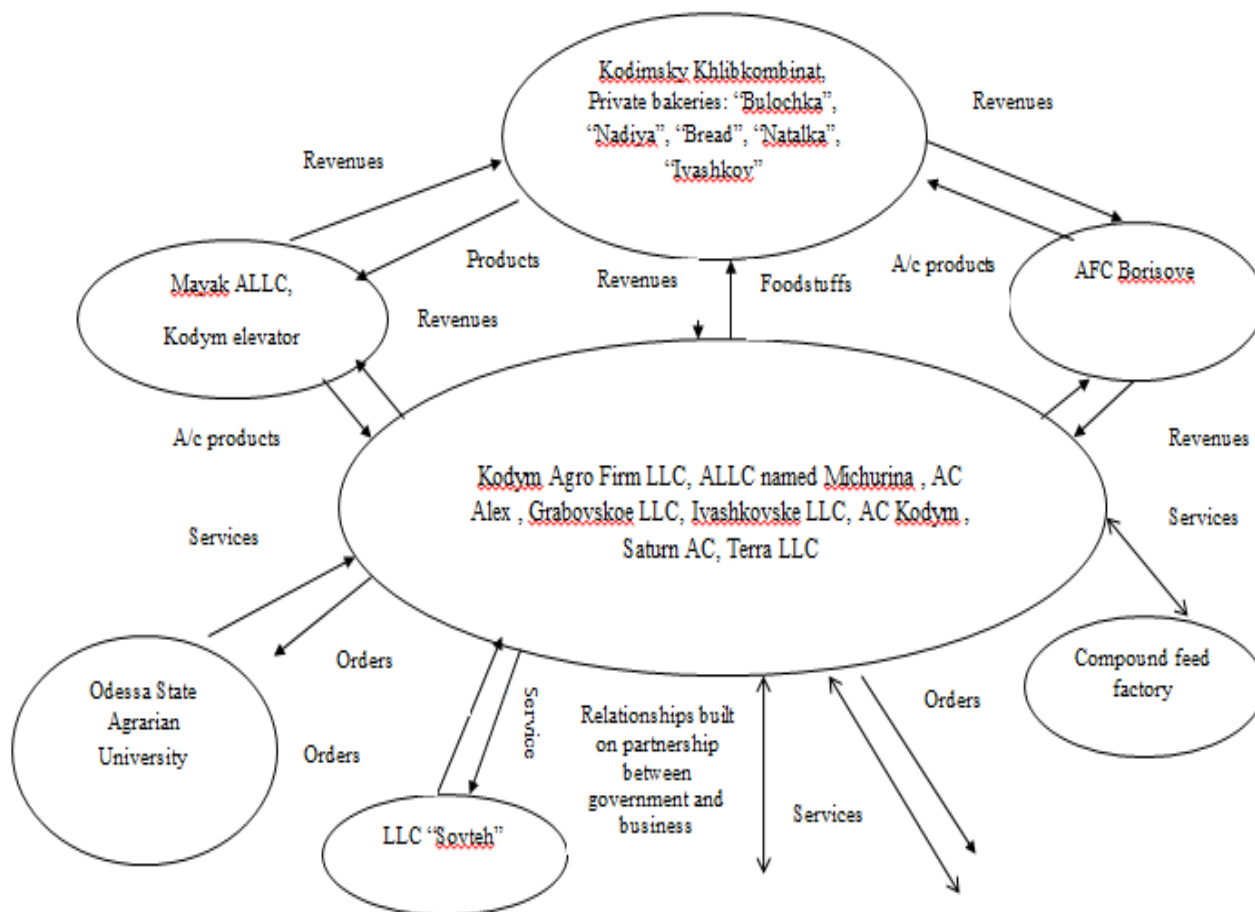 Kodimsky Khlibkombinat,
Private bakeries: “Bulochka”,
“Nadiya”, “Bread”, “Natalka”,
“Ivashkov”
Revenues
Revenues
Products
Revenues
Foodstuffs
A/c products
AFC Borisove
Mayak ALLC,
Kodym elevator
Revenues
A/c products
Revenues
Kodym Agro Firm LLC, ALLC named Michurina , AC
Alex , Grabovskoe LLC, Ivashkovske LLC, AC Kodym ,
Saturn AC, Terra LLC
Services
Services
Odessa State
Agrarian
University
Orders
Orders
Service
LLC “Sovteh”
Relationships built
on partnership
between
government and
business
Services
Orders
Compound feed
factory